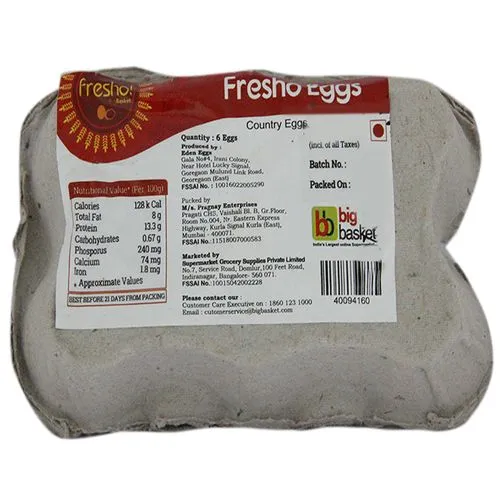 fresho!
Basket
Fresho Eggs
Country Eggs
Quantity : 6 Eggs
Produced by :
Eden Eggs
Gala No#4, Irani Colony,
Near Hotel Lucky Signal,
Goregaon Mulund Link Road,
Georegaon (East)
FSSAI No. : 10016022005290
Packed by
M/s. Pragnay Enterprises
Pragati CHS, Vaishali Bl. B, Gr.Floor,
Room No.004, Nr. Eastern Express
Highway, Kurla Signal Kurla (East),
Mumbai - 400071.
FSSAI No.: 11518007000583
Marketed by
Supermarket Grocery Supplies Private Limited
No.7, Service Road, Domlur,100 Feet Road,
Indiranagar, Bangalore- 560 071.
FSSAI No. : 10015042002228
Please contact our :
Customer Care Executive on : 1860 123 1000
Email : cutomerservice@bigbasket.com
Nutritional Value* (Per, 100g)
Calories 128 k Cal
Total Fat 8 g
Protein 13.3 g
Carbohydrates 0.67 g
Phosphorus 240 mg
Calcium 74 mg
Iron 1.8 mg
* Approximate Values
BEST BEFORE 21 DAYS FROM PACKING
(incl. of all Taxes)
Batch No. :
Packed On :
bb
big
basket
India's Largest online Supermarket
40094160